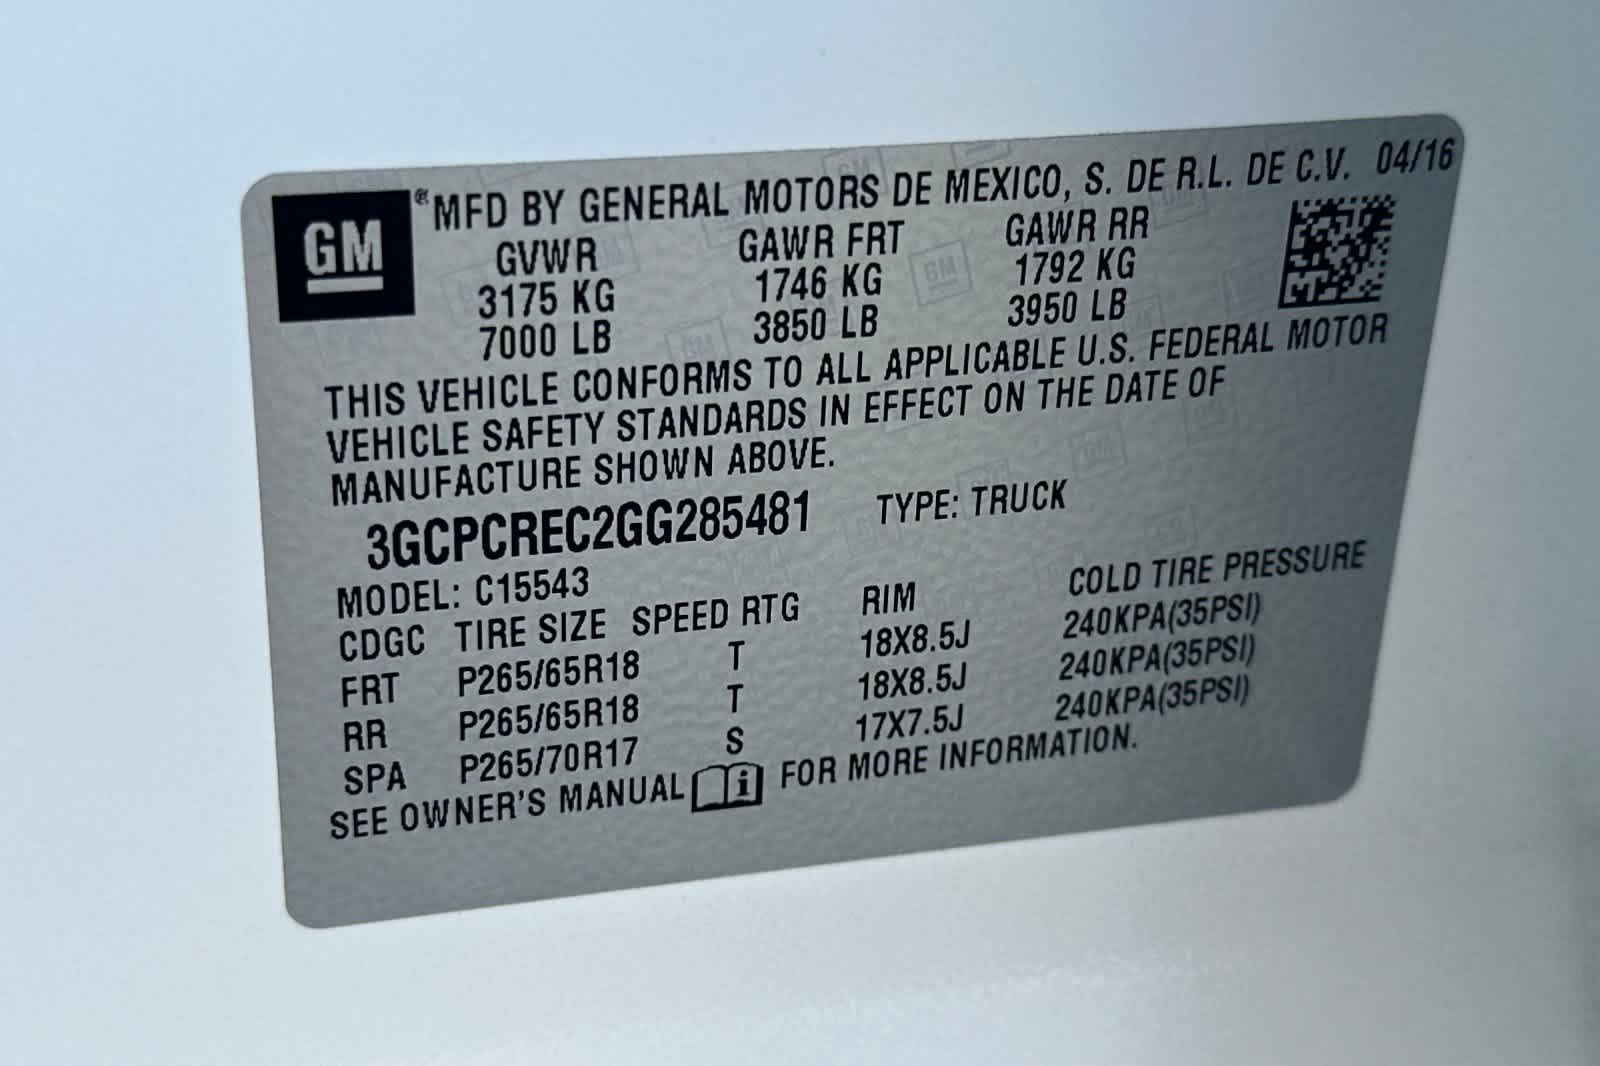 GM ® MFD BY GENERAL MOTORS DE MEXICO, S. DE R.L. DE C.V. 04/16
GVWR GAWR FRT GAWR RR
3175 KG 1746 KG 1792 KG
7000 LB 3850 LB 3950 LB
THIS VEHICLE CONFORMS TO ALL APPLICABLE U.S. FEDERAL MOTOR
VEHICLE SAFETY STANDARDS IN EFFECT ON THE DATE OF
MANUFACTURE SHOWN ABOVE.
3GCPCREC2GG285481 TYPE: TRUCK
MODEL: C15543
CDGC TIRE SIZE SPEED RTG RIM COLD TIRE PRESSURE
FRT P265/65R18 T 18X8.5J 240KPA(35PSI)
RR P265/65R18 T 18X8.5J 240KPA(35PSI)
SPA P265/70R17 S 17X7.5J 240KPA(35PSI)
SEE OWNER'S MANUAL i FOR MORE INFORMATION.